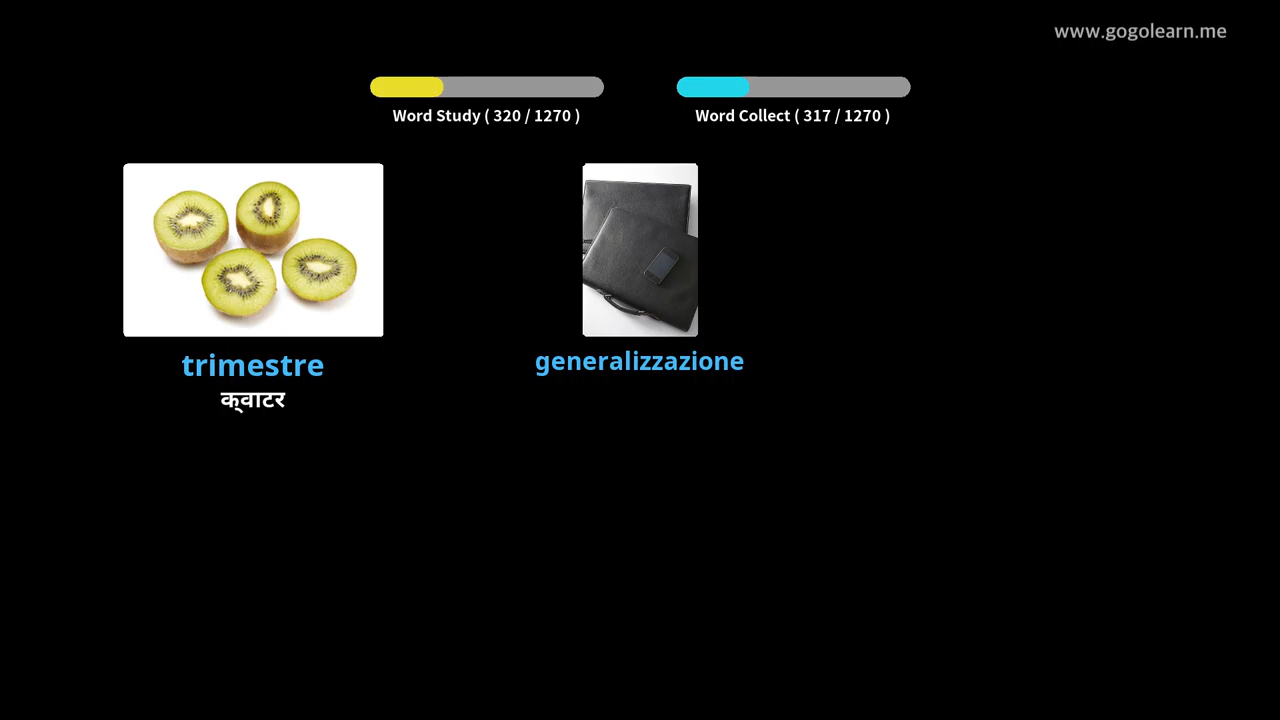 www.gogolearn.me
Word Study ( 320 / 1270 )
Word Collect ( 317 / 1270 )
trimestre
क्वाटर
generalizzazione